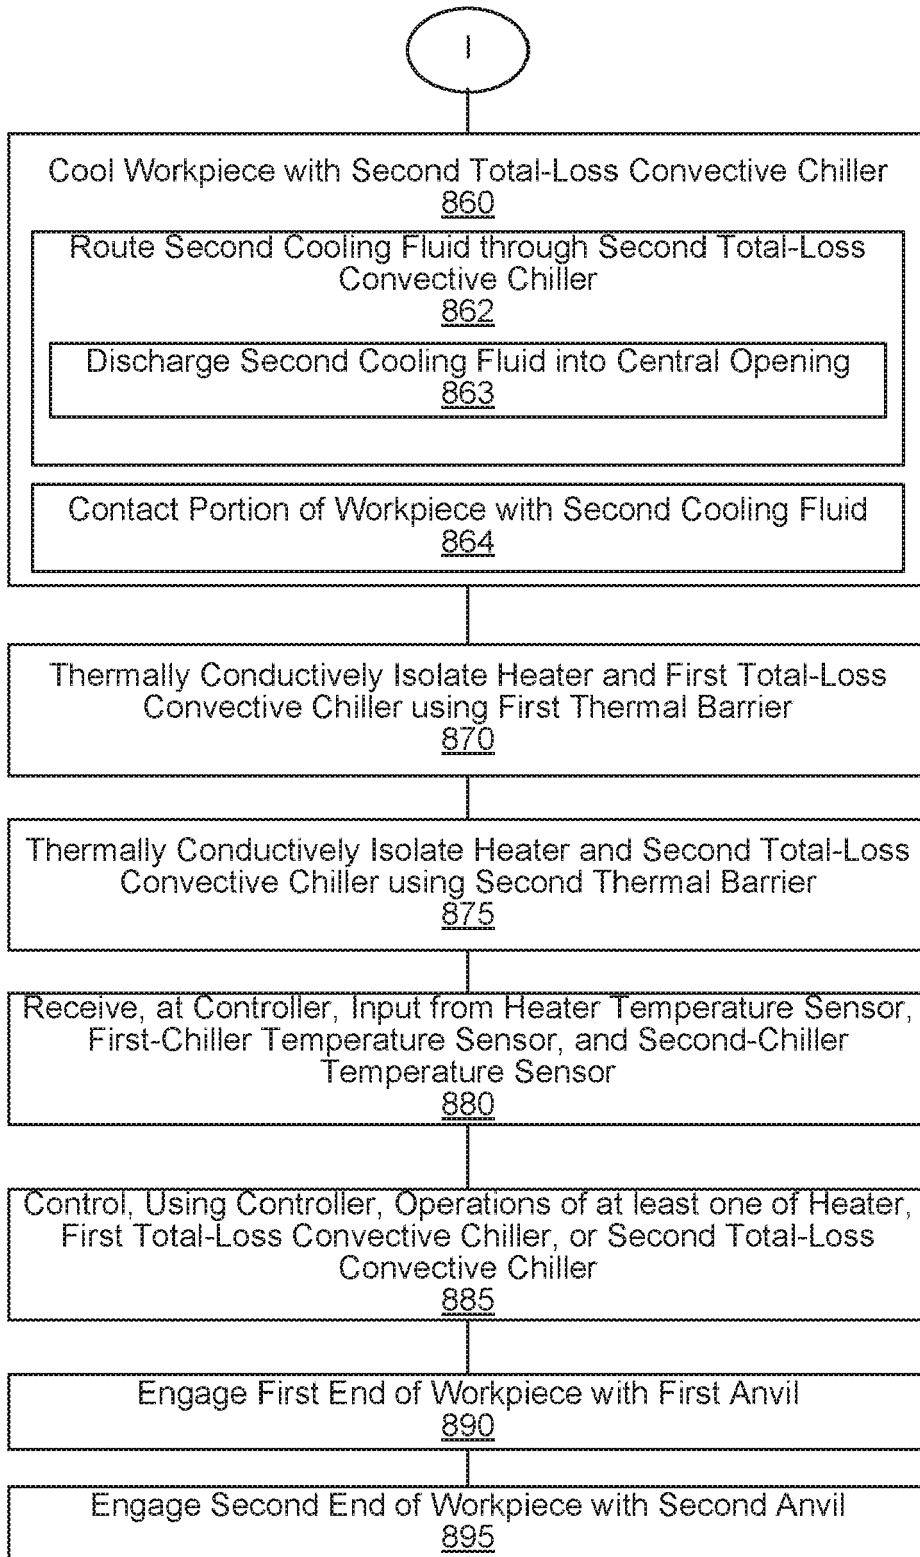 I
Cool Workpiece with Second Total-Loss Convective Chiller
860
Route Second Cooling Fluid through Second Total-Loss
Convective Chiller
862
Discharge Second Cooling Fluid into Central Opening
863
Contact Portion of Workpiece with Second Cooling Fluid
864
Thermally Conductively Isolate Heater and First Total-Loss
Convective Chiller using First Thermal Barrier
870
Thermally Conductively Isolate Heater and Second Total-Loss
Convective Chiller using Second Thermal Barrier
875
Receive, at Controller, Input from Heater Temperature Sensor,
First-Chiller Temperature Sensor, and Second-Chiller
Temperature Sensor
880
Control, Using Controller, Operations of at least one of Heater,
First Total-Loss Convective Chiller, or Second Total-Loss
Convective Chiller
885
Engage First End of Workpiece with First Anvil
890
Engage Second End of Workpiece with Second Anvil
895